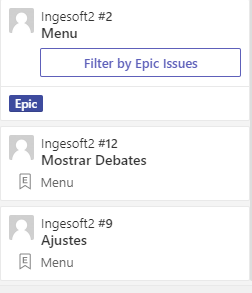 Ingesoft2 #2
Menu
Filter by Epic Issues
Epic
Ingesoft2 #12
Mostrar Debates
E Menu
Ingesoft2 #9
Ajustes
E Menu